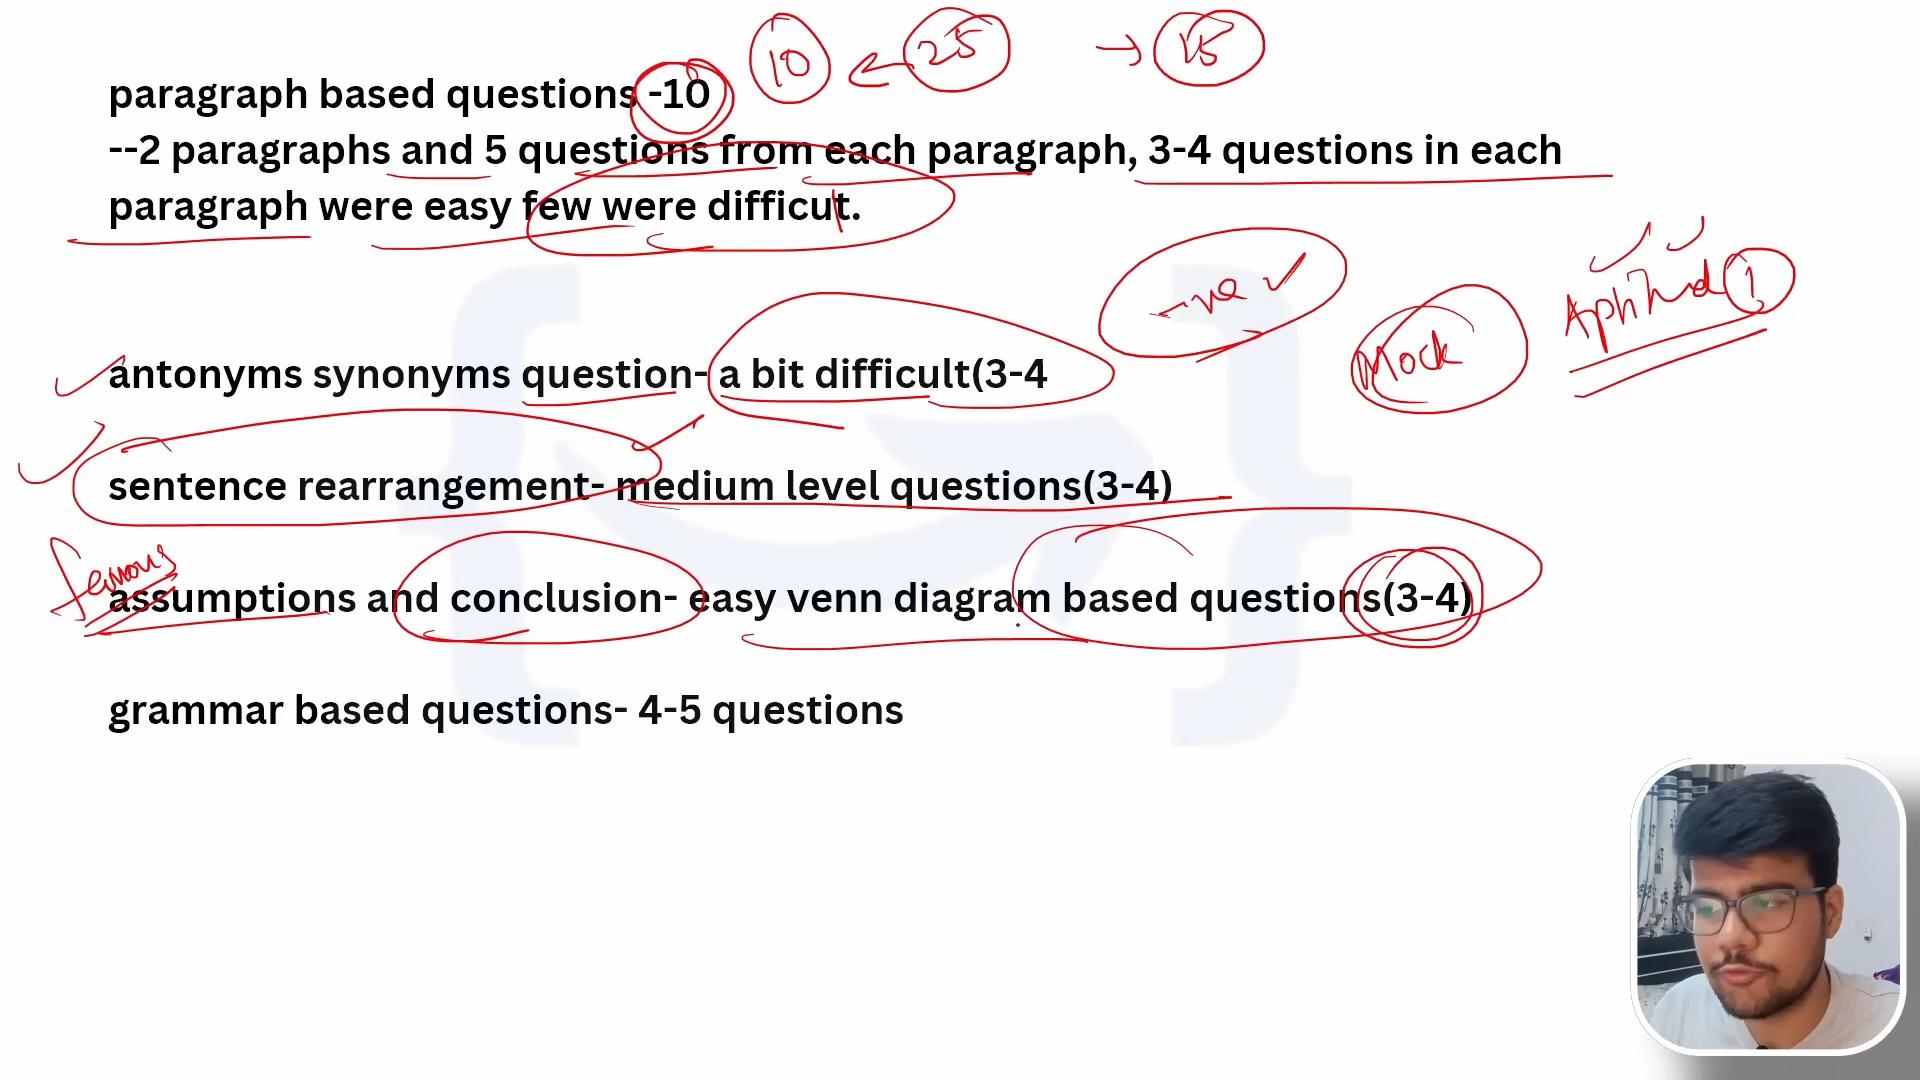 10 ← 25 → 15
paragraph based questions -10
--2 paragraphs and 5 questions from each paragraph, 3-4 questions in each
paragraph were easy few were difficut.
-ve ✓
Mock
1
antonyms synonyms question- a bit difficult(3-4
sentence rearrangement- medium level questions(3-4)
famous
assumptions and conclusion- easy venn diagram based questions(3-4)
grammar based questions- 4-5 questions